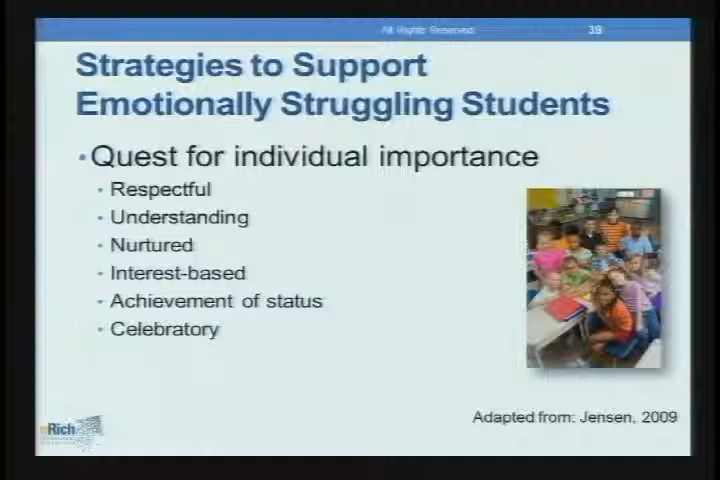 All Rights Reserved
39
Strategies to Support
Emotionally Struggling Students
• Quest for individual importance
• Respectful
• Understanding
• Nurtured
• Interest-based
• Achievement of status
• Celebratory
Adapted from: Jensen, 2009
nRich